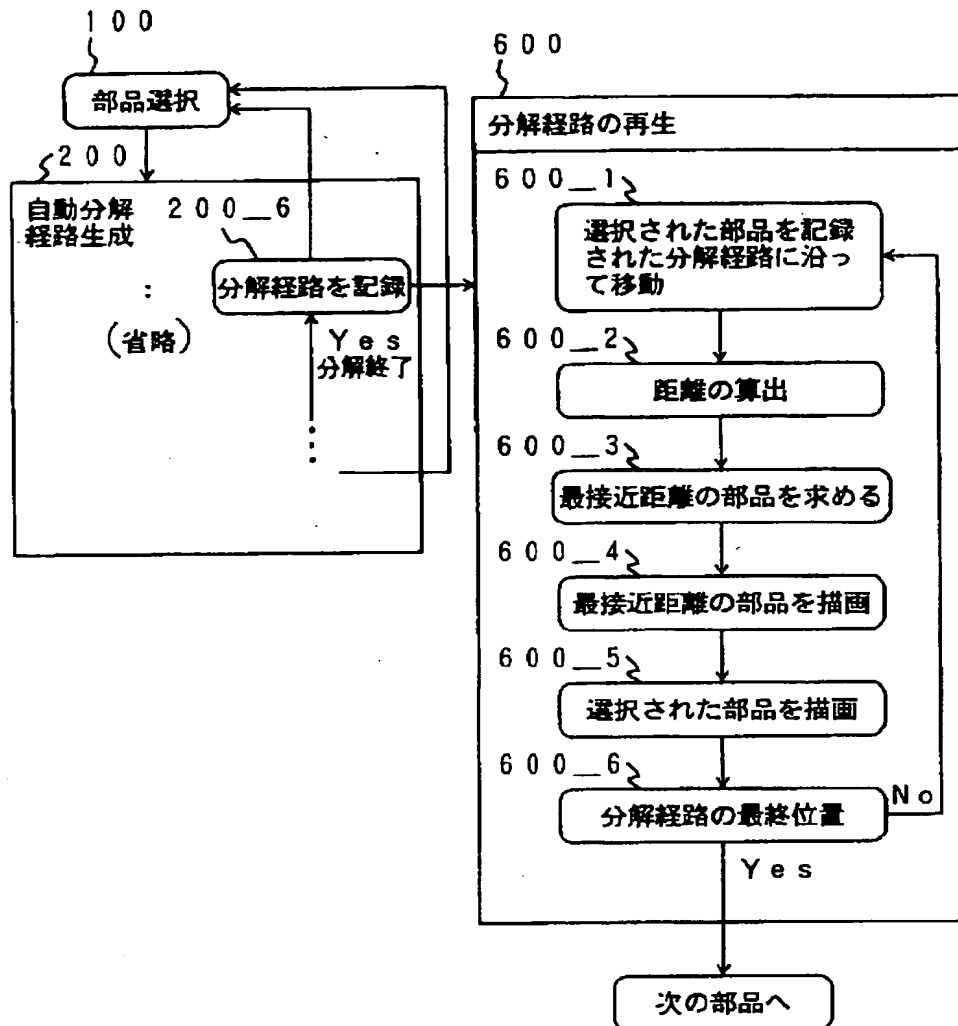 100
部品選択
200
自動分解
経路生成
200_6
分解経路を記録
:
(省略)
Yes
分解終了
600
分解経路の再生
600_1
選択された部品を記録
された分解経路に沿っ
て移動
600_2
距離の算出
600_3
最接近距離の部品を求める
600_4
最接近距離の部品を描画
600_5
選択された部品を描画
600_6
分解経路の最終位置
No
Yes
次の部品へ